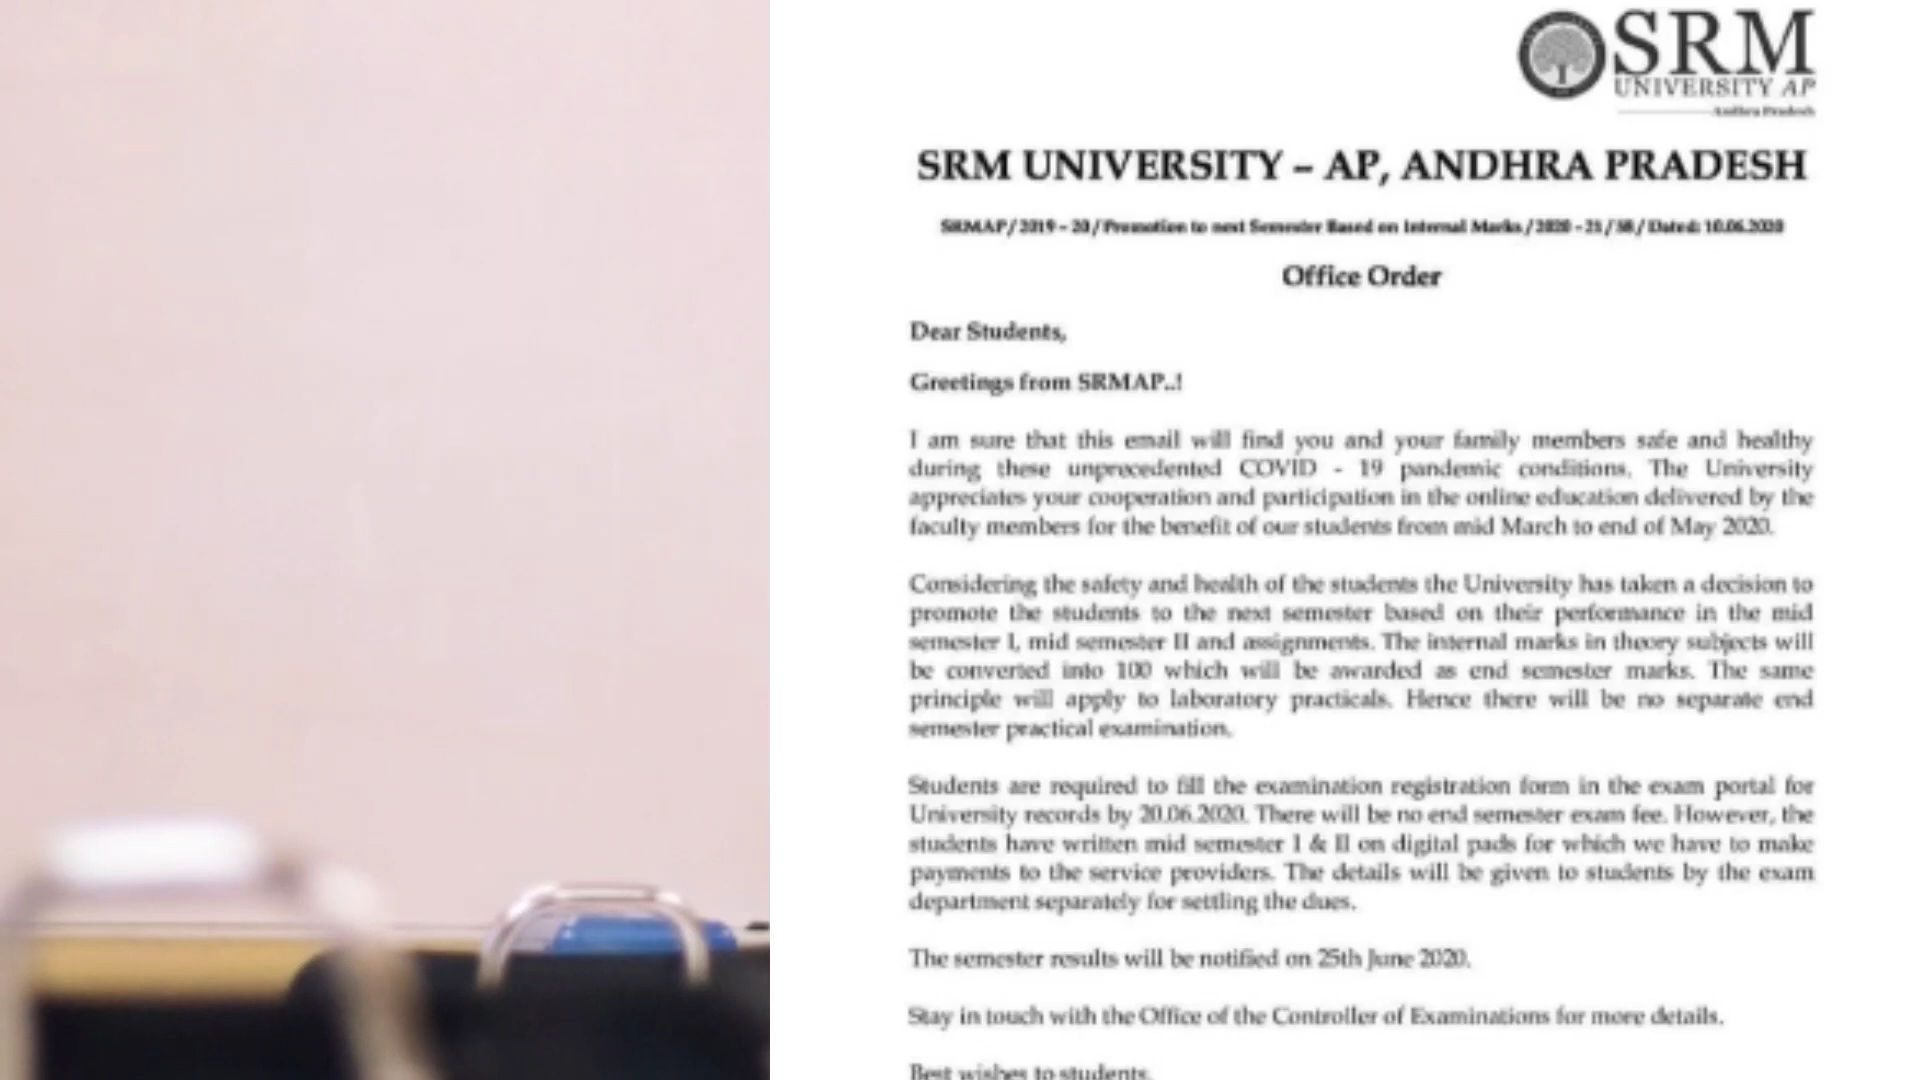 SRM
UNIVERSITY AP
Andhra Pradesh
SRM UNIVERSITY – AP, ANDHRA PRADESH
SRMAP / 2019 – 20 / Promotion to next Semester Based on Internal Marks / 2020 - 21 / 58 / Dated: 10.06.2020
Office Order
Dear Students,
Greetings from SRMAP..!
I am sure that this email will find you and your family members safe and healthy
during these unprecedented COVID - 19 pandemic conditions. The University
appreciates your cooperation and participation in the online education delivered by the
faculty members for the benefit of our students from mid March to end of May 2020.
Considering the safety and health of the students the University has taken a decision to
promote the students to the next semester based on their performance in the mid
semester I, mid semester II and assignments. The internal marks in theory subjects will
be converted into 100 which will be awarded as end semester marks. The same
principle will apply to laboratory practicals. Hence there will be no separate end
semester practical examination.
Students are required to fill the examination registration form in the exam portal for
University records by 20.06.2020. There will be no end semester exam fee. However, the
students have written mid semester I & II on digital pads for which we have to make
payments to the service providers. The details will be given to students by the exam
department separately for settling the dues.
The semester results will be notified on 25th June 2020.
Stay in touch with the Office of the Controller of Examinations for more details.
Best wishes to students.